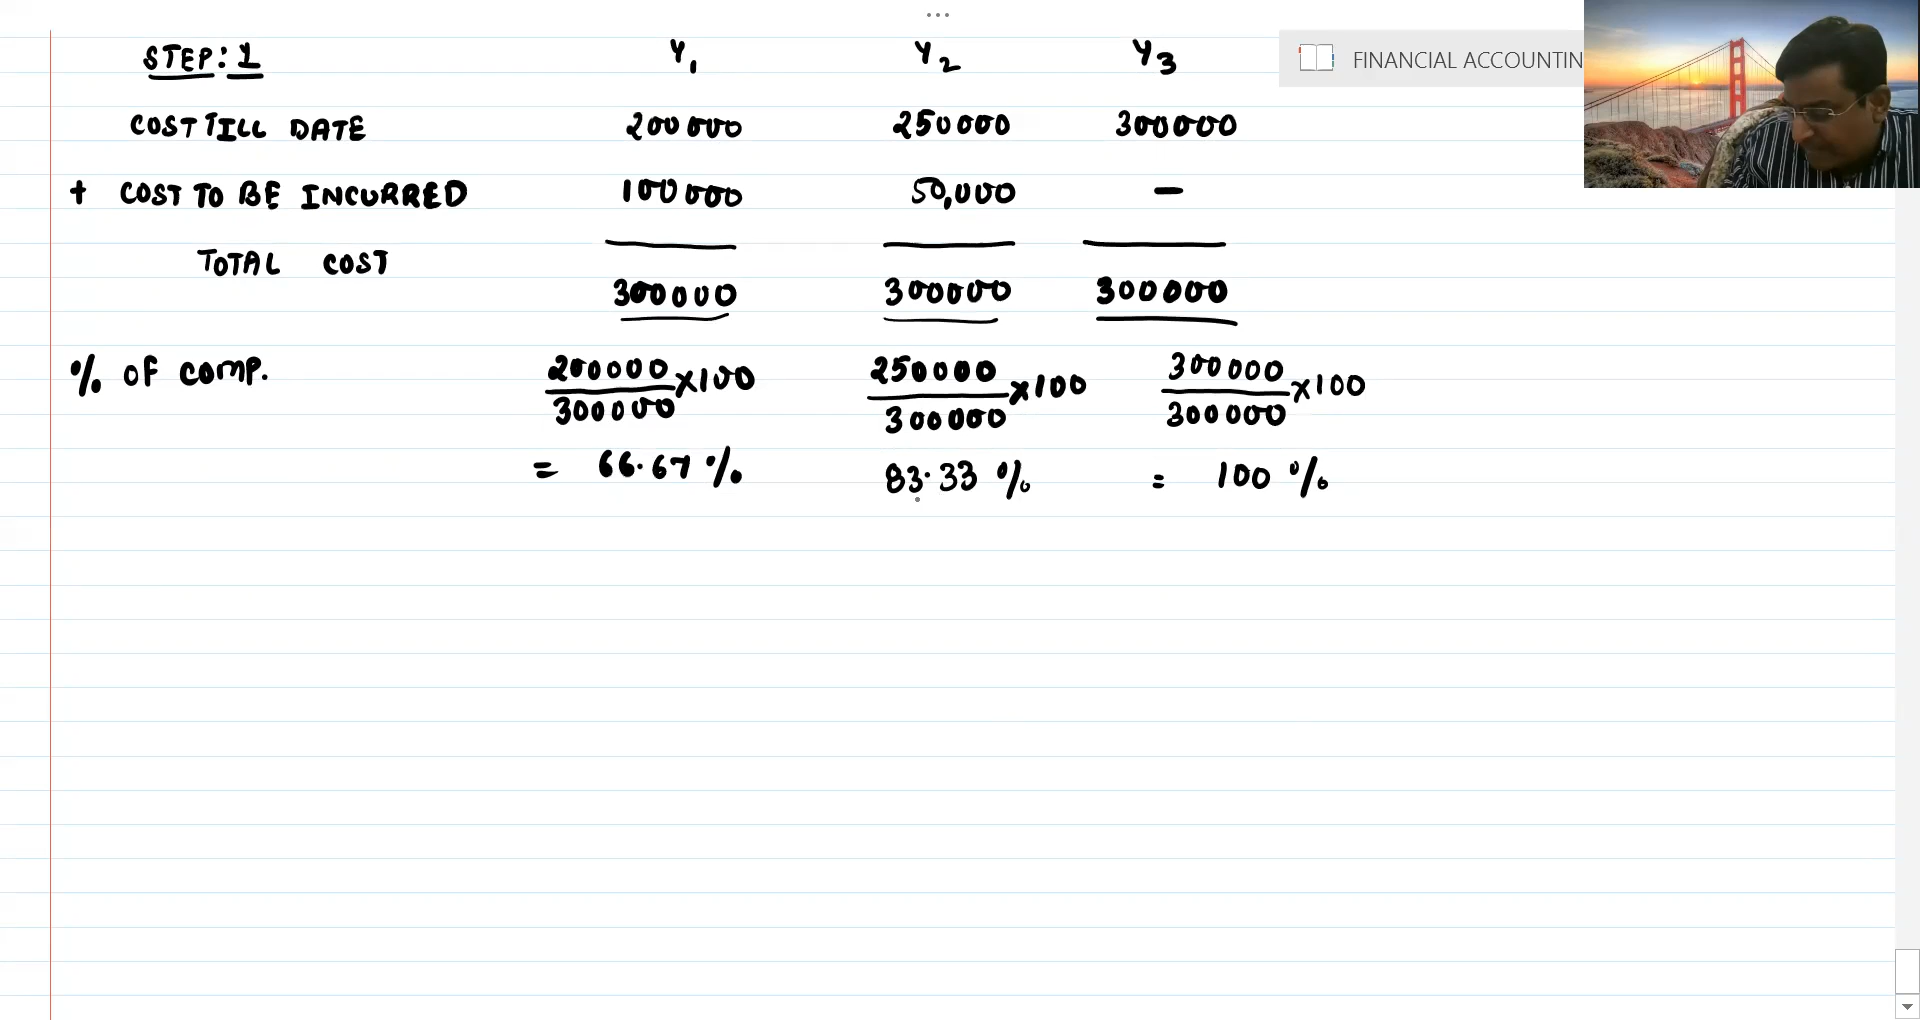 STEP: 1 Y1 Y2 Y3
FINANCIAL ACCOUNTIN
COST TILL DATE 200000 250000 300000
+ COST TO BE INCURRED 100000 50,000 —
TOTAL COST
300000 300000 300000
% OF COMP. 200000/300000 x100 250000/300000 x100 300000/300000 x100
= 66.67 % 83.33 % = 100 %